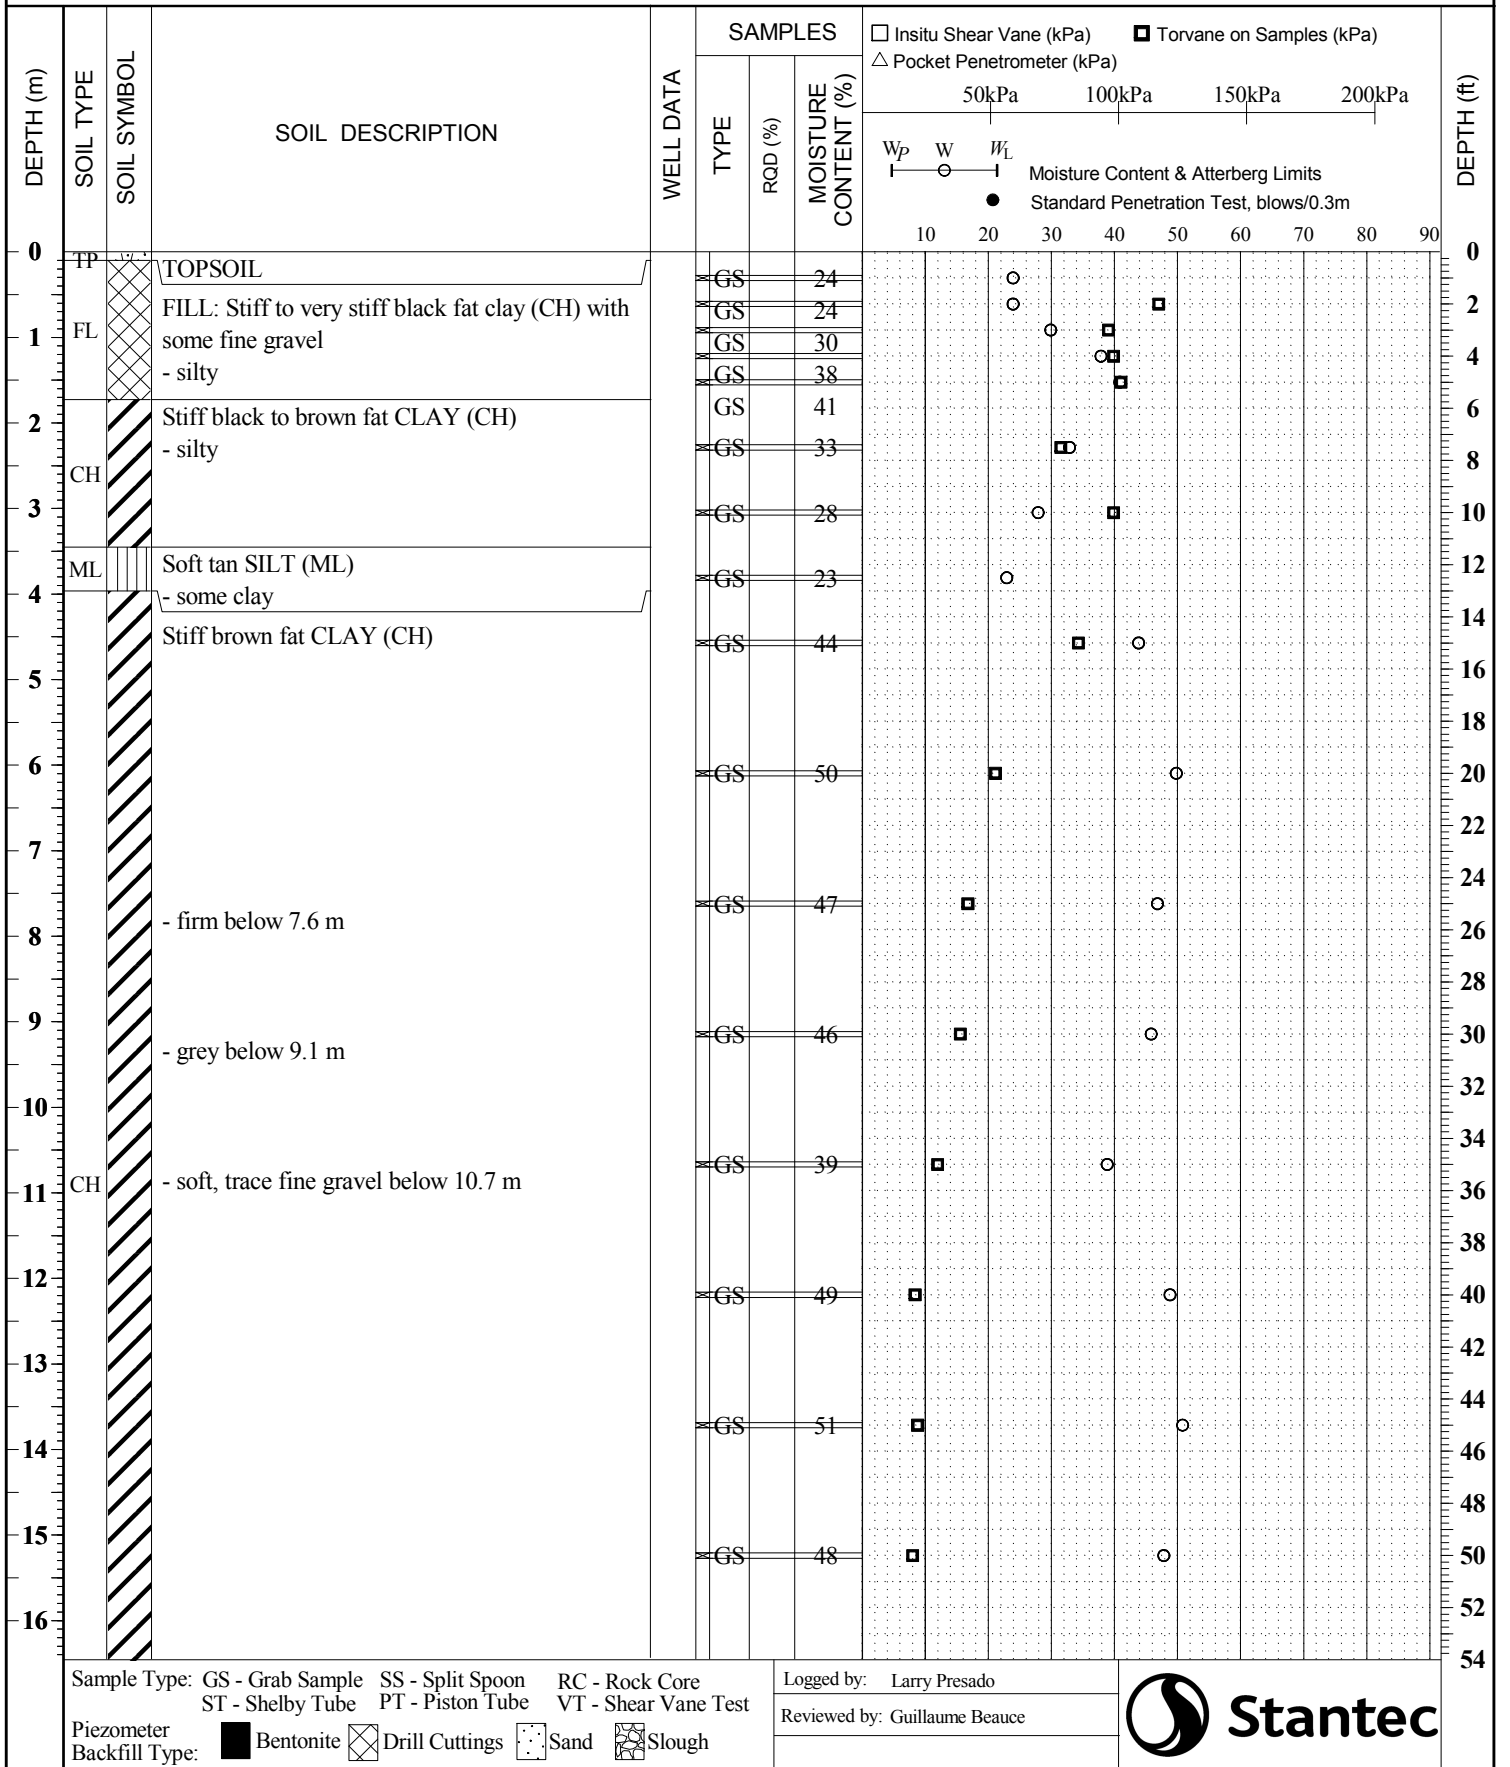 SAMPLES
Insitu Shear Vane (kPa) Torvane on Samples (kPa)
Pocket Penetrometer (kPa)
50kPa 100kPa 150kPa 200kPa
DEPTH (m)
SOIL TYPE
SOIL SYMBOL
SOIL DESCRIPTION
WELL DATA
TYPE
RQD (%)
MOISTURE
CONTENT (%)
DEPTH (ft)
WP W WL
Moisture Content & Atterberg Limits
Standard Penetration Test, blows/0.3m
10 20 30 40 50 60 70 80 90
0 0
TP TOPSOIL
GS 24
FILL: Stiff to very stiff black fat clay (CH) with
GS 24 2
1 FL some fine gravel
GS 30
4
- silty
GS 38
Stiff black to brown fat CLAY (CH)
GS 41 6
2
- silty
GS 33
8
CH
3 GS 28 10
Soft tan SILT (ML)
ML GS 23 12
4 - some clay
14
Stiff brown fat CLAY (CH)
GS 44
16
5
18
6 GS 50 20
22
7
24
GS 47
- firm below 7.6 m
8 26
28
9
GS 46 30
- grey below 9.1 m
32
10
34
GS 39
CH - soft, trace fine gravel below 10.7 m
11 36
38
12
GS 49 40
42
13
44
GS 51
14 46
48
15
GS 48 50
16 52
54
Sample Type: GS - Grab Sample SS - Split Spoon RC - Rock Core
ST - Shelby Tube PT - Piston Tube VT - Shear Vane Test
Piezometer
Backfill Type: Bentonite Drill Cuttings Sand Slough
Logged by: Larry Presado
Reviewed by: Guillaume Beauce
Stantec